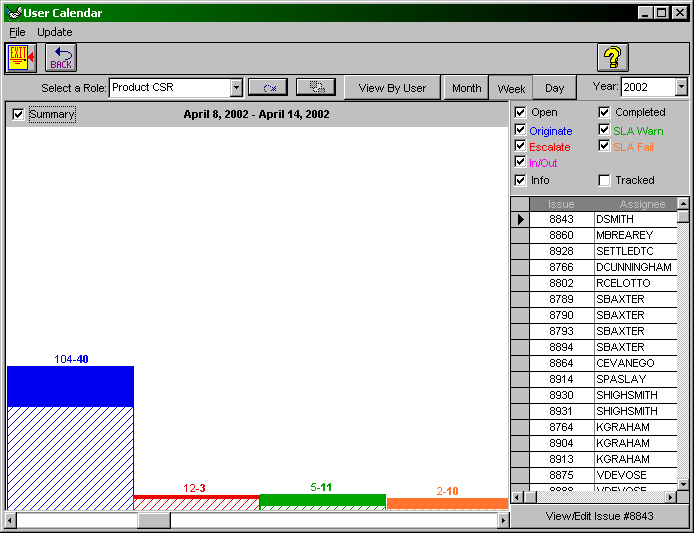 User Calendar
File Update
EXIT BACK ?
Select a Role: Product CSR View By User Month Week Day Year: 2002
Summary April 8, 2002 - April 14, 2002
Open Completed
Originate SLA Warn
Escalate SLA Fail
In/Out
Info Tracked
Issue Assignee
8843 DSMITH
8860 MBREAREY
8928 SETTLEDTC
8766 DCUNNINGHAM
8802 RCELOTTO
8789 SBAXTER
8790 SBAXTER
8793 SBAXTER
8894 SBAXTER
8864 CEVANEGO
8914 SPASLAY
8930 SHIGHSMITH
8931 SHIGHSMITH
8764 KGRAHAM
8904 KGRAHAM
8913 KGRAHAM
8875 VDEVOSE
VDEVOSE
104-40
12-3
5-11
2-10
View/Edit Issue #8843